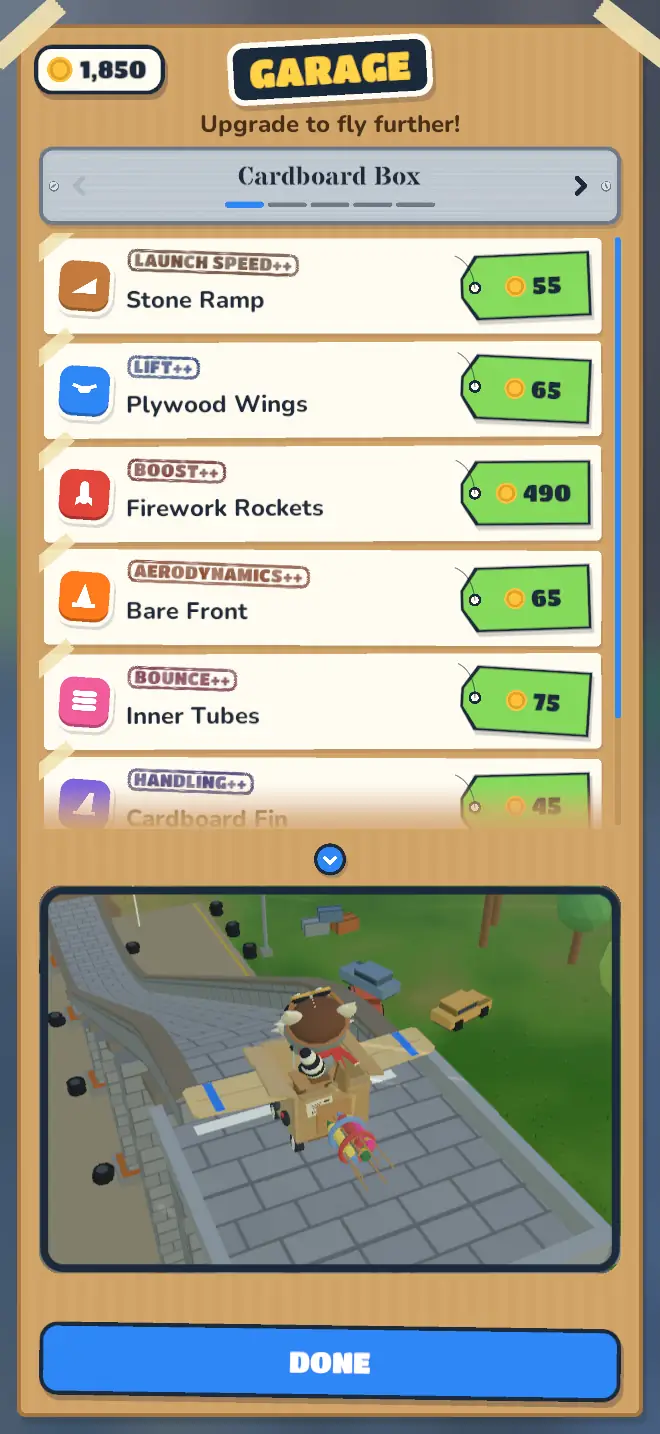 1,850
GARAGE
Upgrade to fly further!
Cardboard Box
LAUNCH SPEED++
Stone Ramp
55
LIFT++
Plywood Wings
65
BOOST++
Firework Rockets
490
AERODYNAMICS++
Bare Front
65
BOUNCE++
Inner Tubes
75
HANDLING++
Cardboard Fin
45
DONE